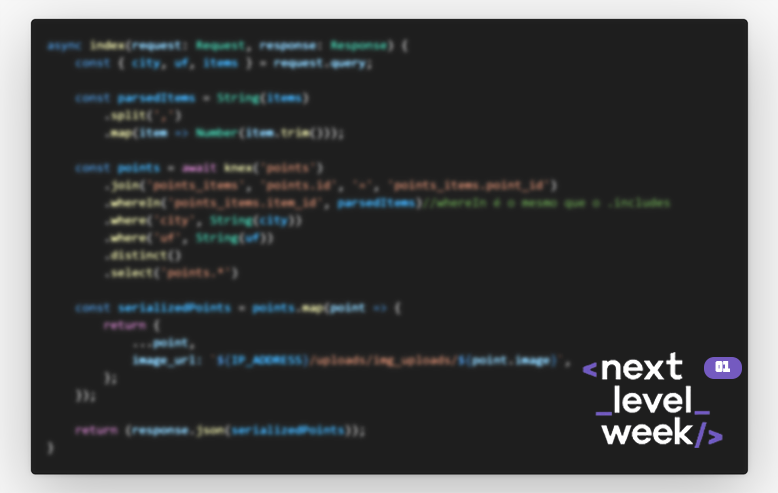 async index(request: Request, response: Response) {
const { city, uf, items } = request.query;
const parsedItems = String(items)
.split(',')
.map(item => Number(item.trim()));
const points = await knex('points')
.join('points_items', 'points.id', '=', 'points_items.point_id')
.whereIn('points_items.item_id', parsedItems)//whereIn é o mesmo que o .includes
.where('city', String(city))
.where('uf', String(uf))
.distinct()
.select('points.*')
const serializedPoints = points.map(point => {
return {
...point,
image_url: `${IP_ADDRESS}/uploads/img_uploads/${point.image}`,
};
});
return (response.json(serializedPoints));
}
<next 01
_level_
week/>